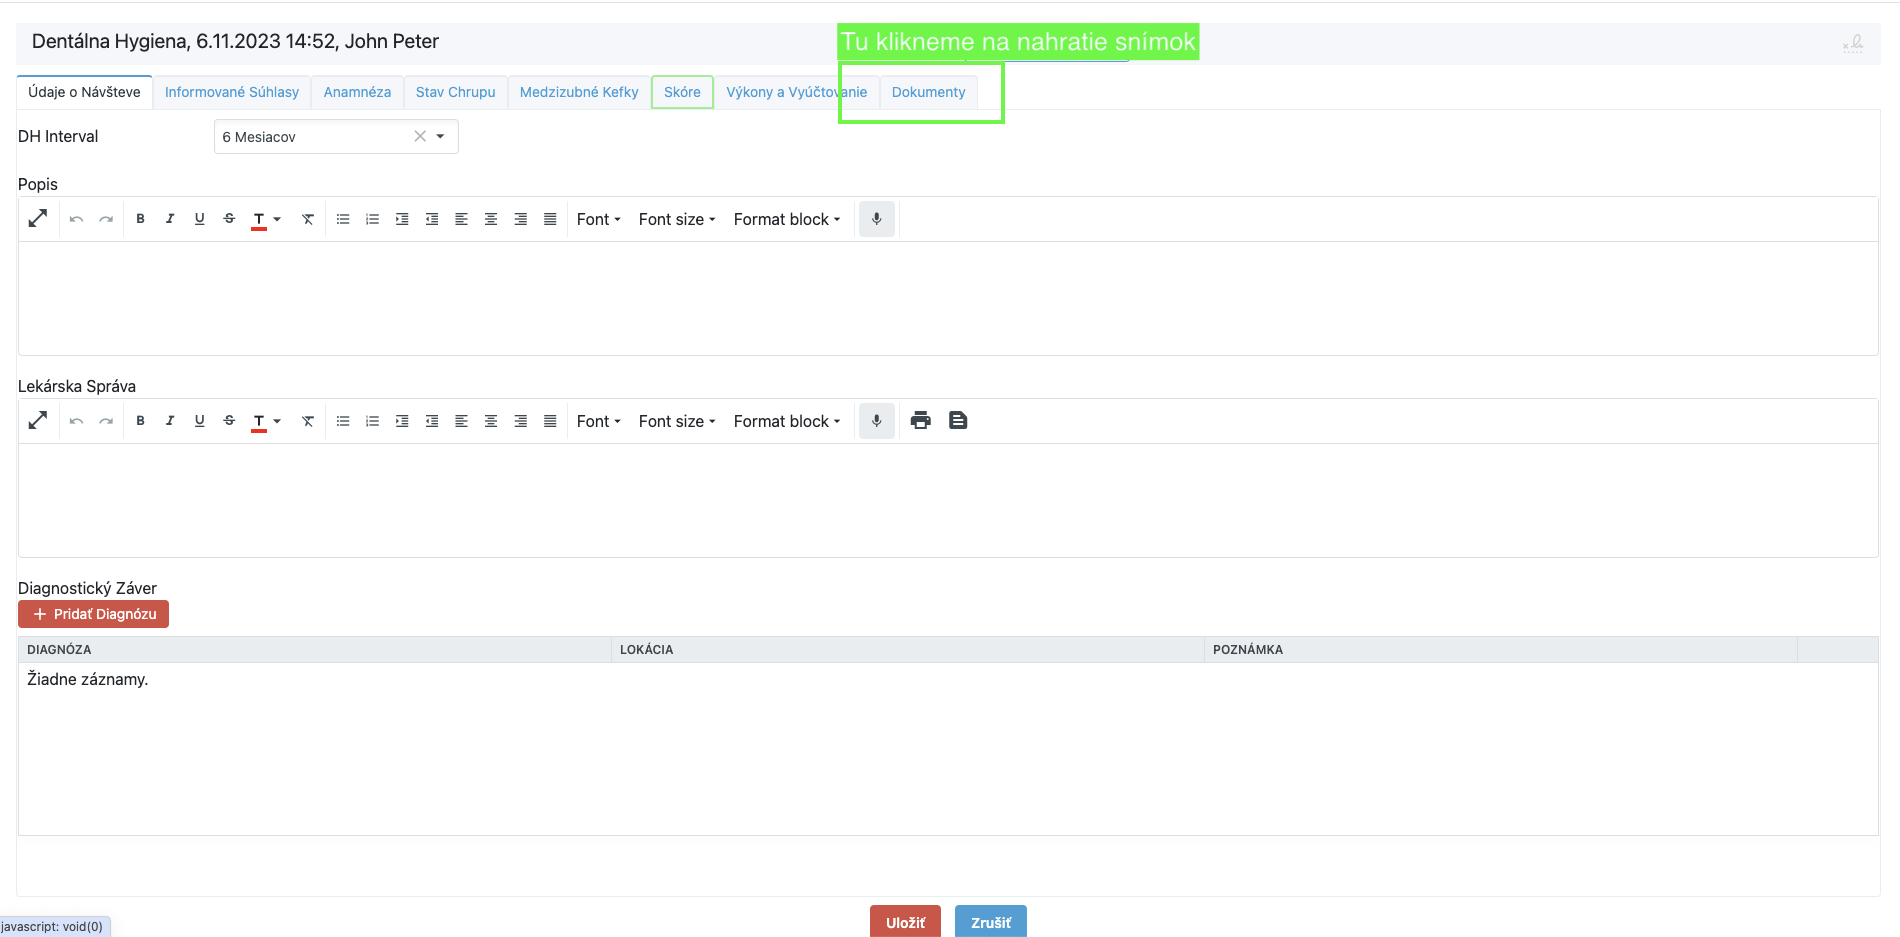 Dentálna Hygiena, 6.11.2023 14:52, John Peter
Tu klikneme na nahratie snímok
Údaje o Návšteve Informované Súhlasy Anamnéza Stav Chrupu Medzizubné Kefky Skóre Výkony a Vyúčtovanie Dokumenty
DH Interval 6 Mesiacov
Popis
B I U S T Font Font size Format block
Lekárska Správa
B I U S T Font Font size Format block
Diagnostický Záver
+ Pridať Diagnózu
DIAGNÓZA LOKÁCIA POZNÁMKA
Žiadne záznamy.
Uložiť Zrušiť
javascript: void(0)